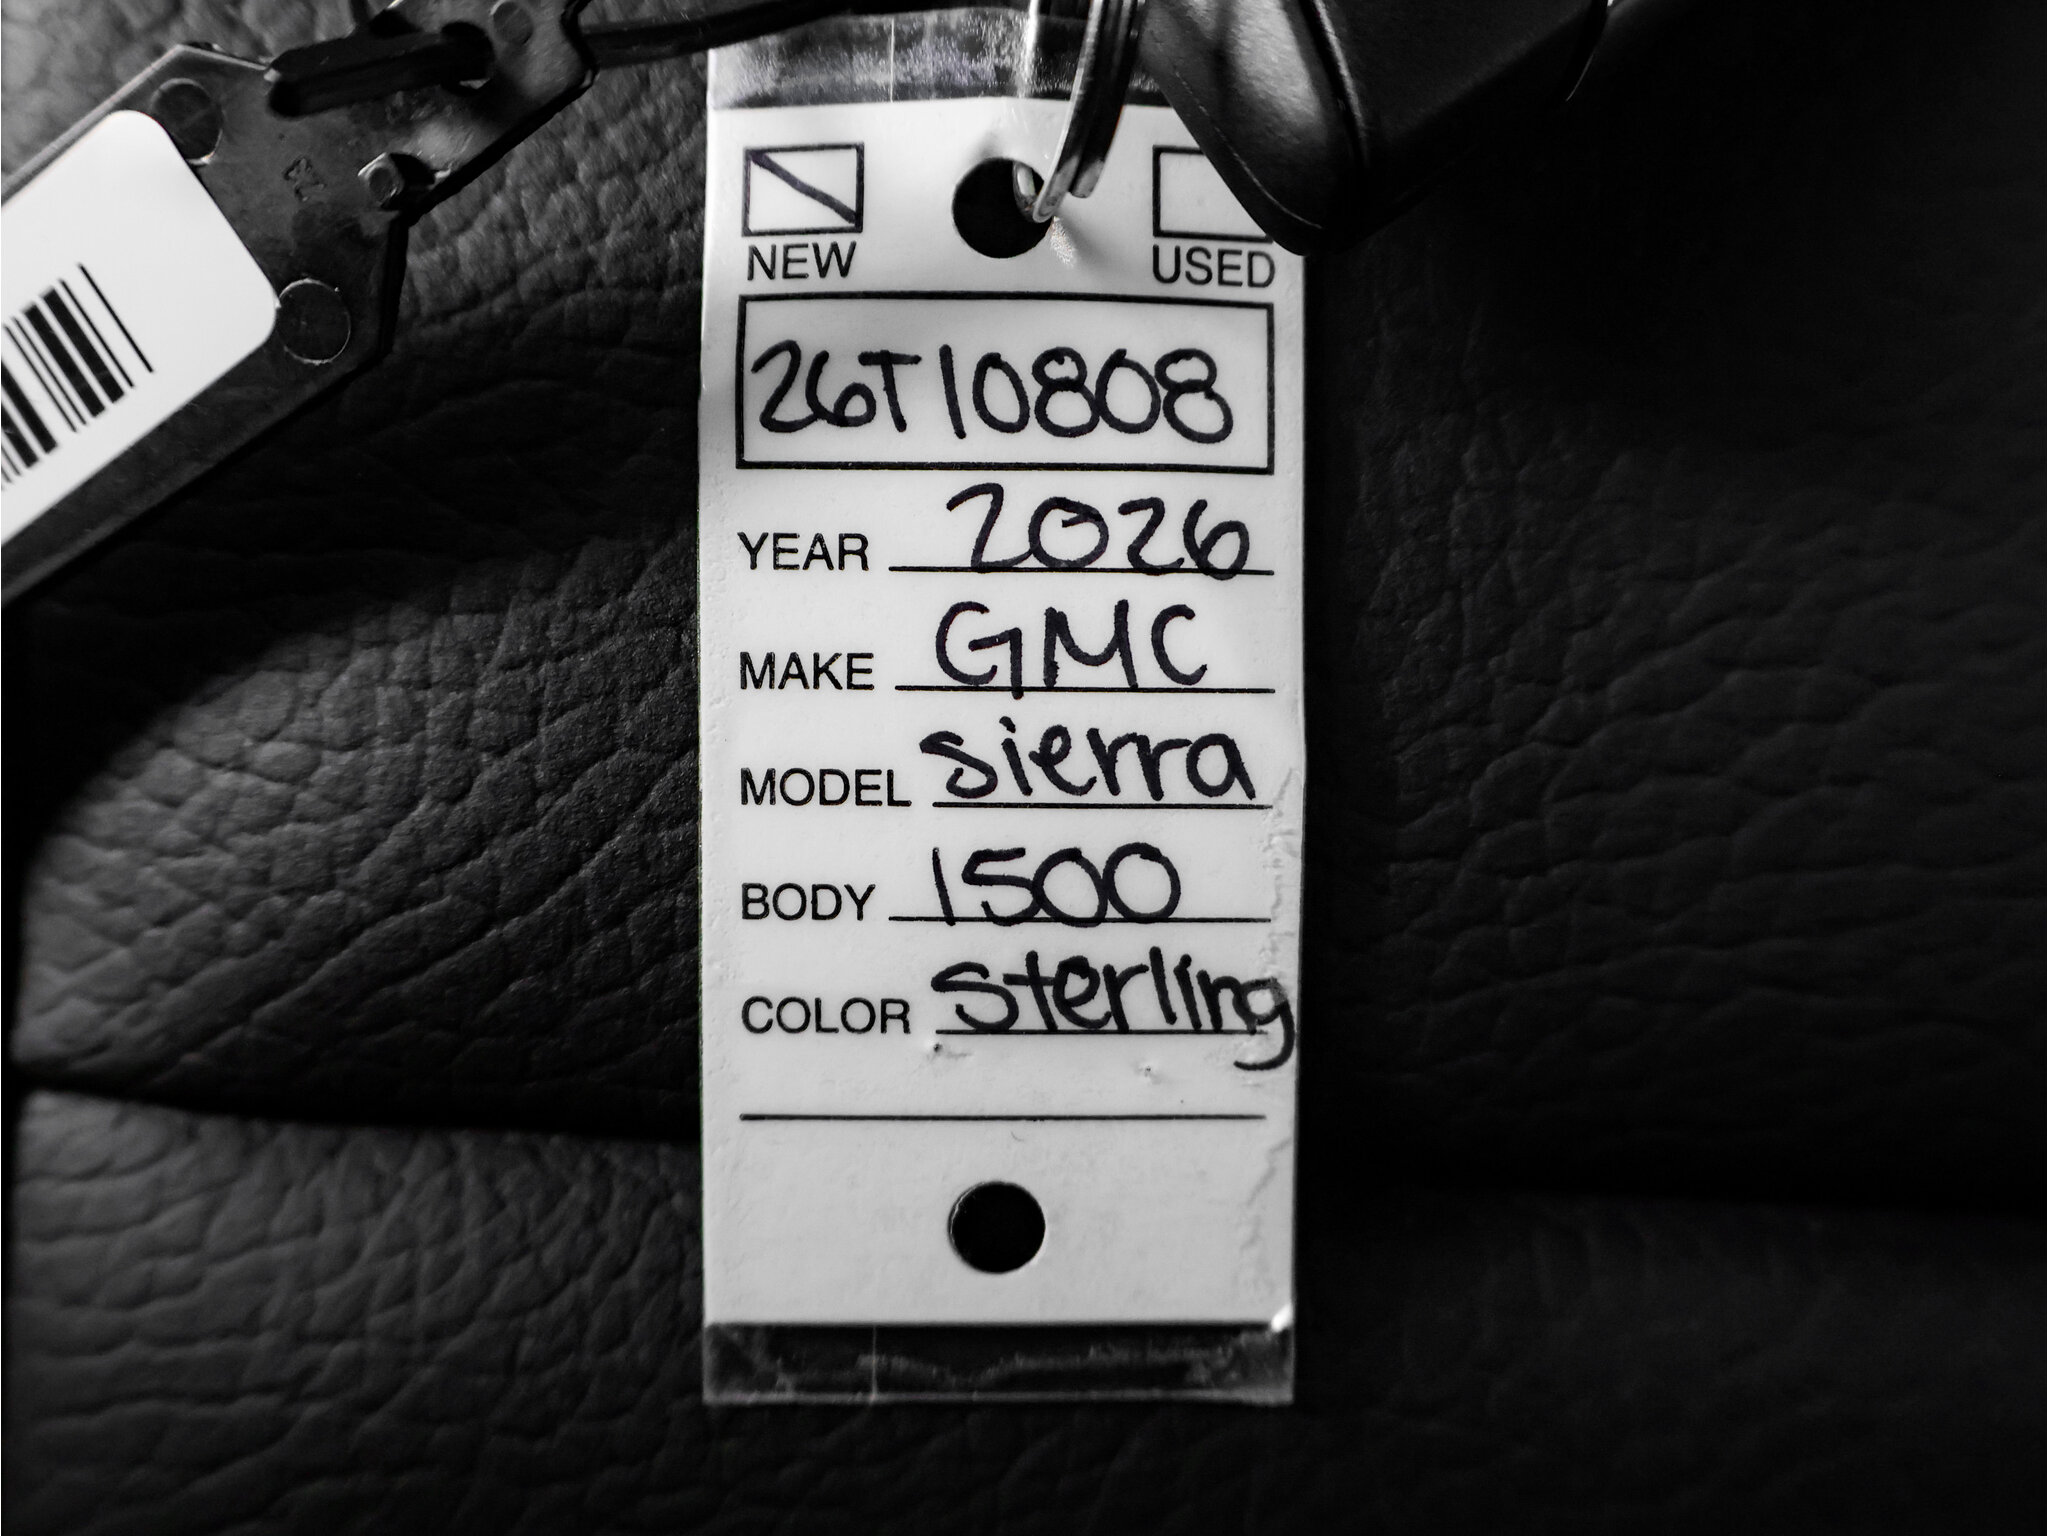 NEW USED
26T10808
YEAR 2026
MAKE GMC
MODEL sierra
BODY 1500
COLOR sterling